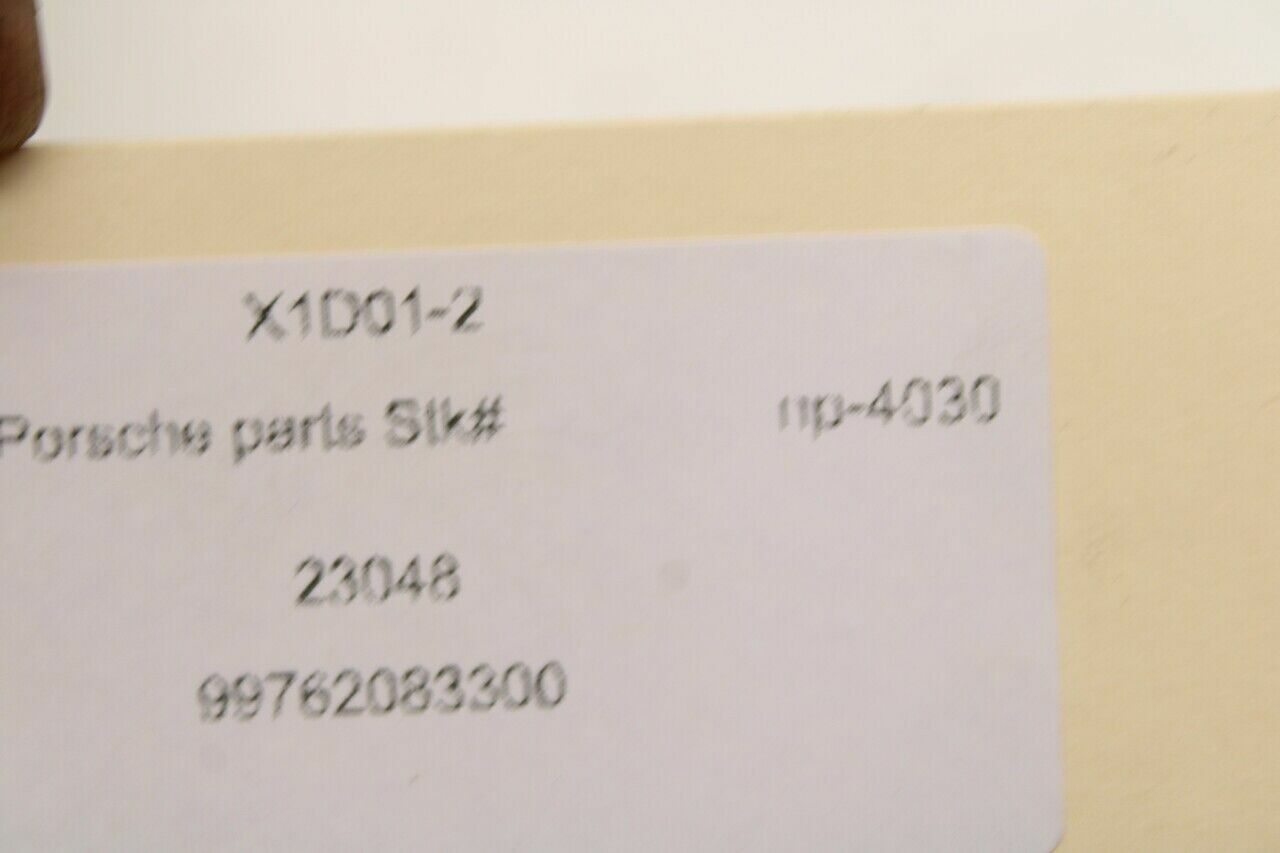 X1D01-2
Porsche parts Stk# np-4030
23048
99762083300